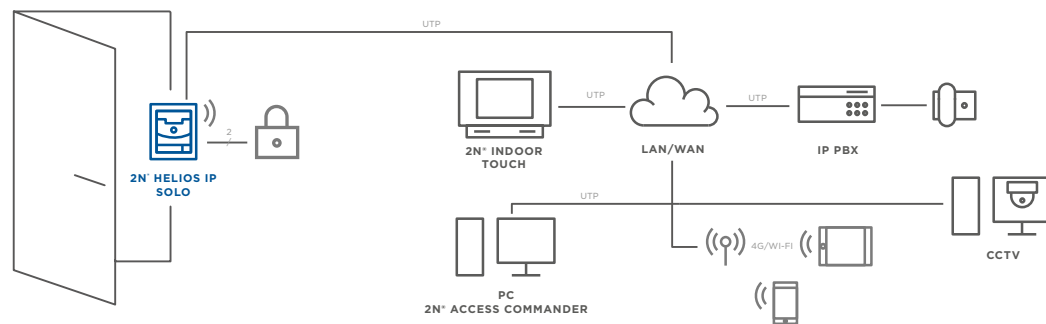 UTP
UTP
UTP
2
2N° HELIOS IP
SOLO
2N® INDOOR
TOUCH
LAN/WAN
IP PBX
UTP
4G/WI-FI
CCTV
PC
2N® ACCESS COMMANDER